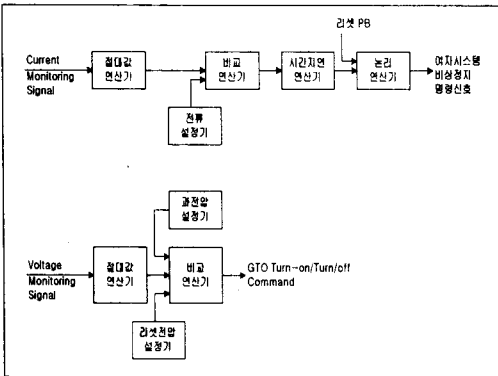 리셋 PB
Current
Monitoring
Signal
절대값
연산기
비교
연산기
시간지연
연산기
논리
연산기
여자시스템
비상정지
명령신호
전류
설정기
과전압
설정기
Voltage
Monitoring
Signal
절대값
연산기
비교
연산기
GTO Turn-on/Turn/off
Command
리셋전압
설정기